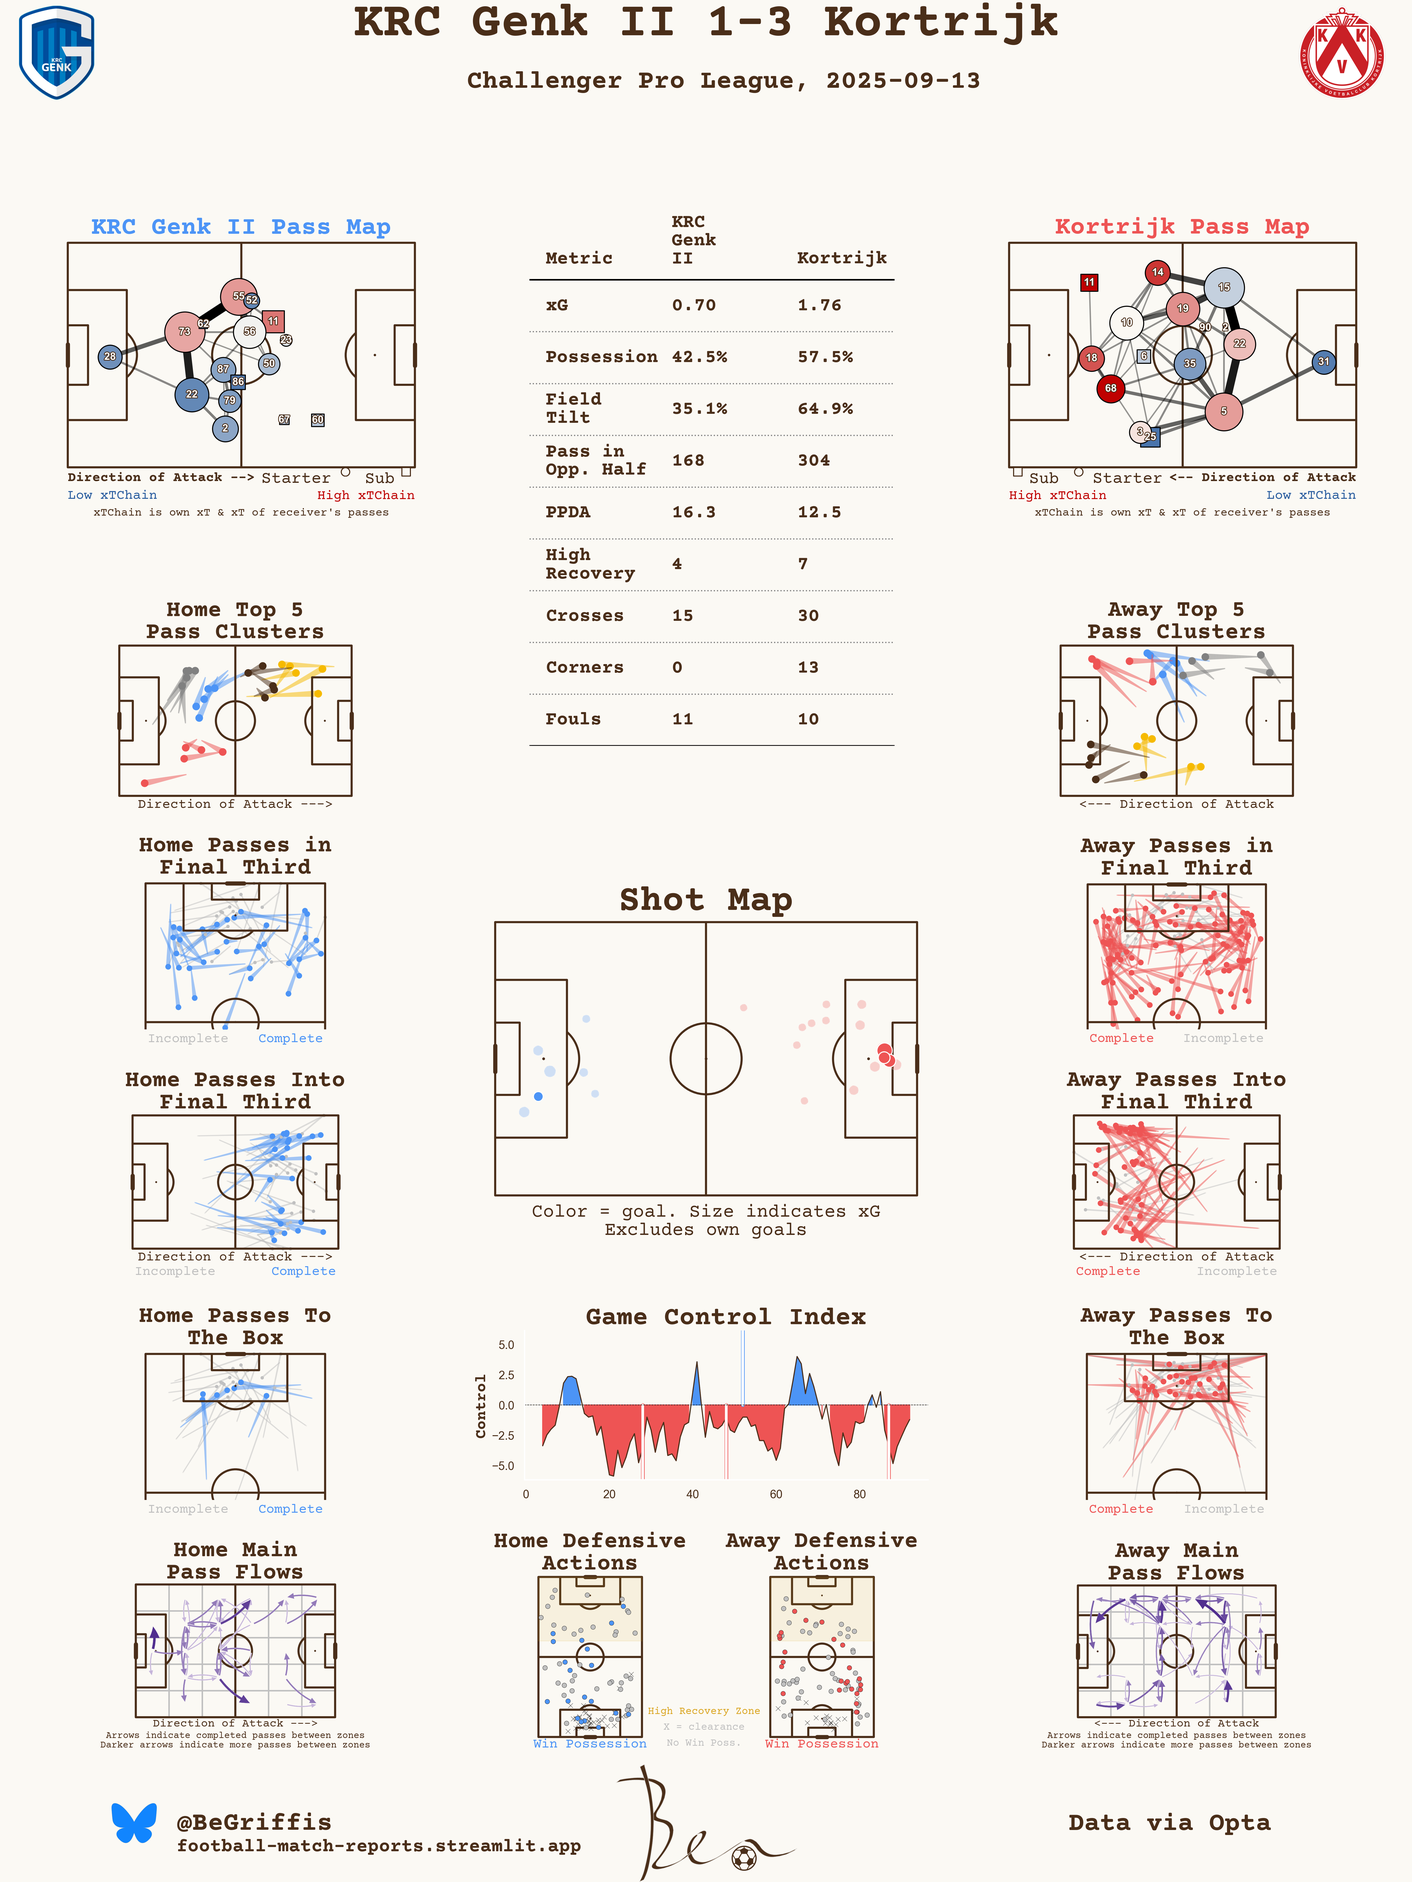 KRC Genk II 1-3 Kortrijk
Challenger Pro League, 2025-09-13
KRC
GENK
K K
V
KRC Genk II Pass Map
55
52
62
11
73
56
23
28
50
87
86
22
79
67
60
2
Direction of Attack --> Starter Sub
Low xTChain High xTChain
xTChain is own xT & xT of receiver's passes
Metric KRC Genk II Kortrijk
xG 0.70 1.76
Possession 42.5% 57.5%
Field Tilt 35.1% 64.9%
Pass in Opp. Half 168 304
PPDA 16.3 12.5
High Recovery 4 7
Crosses 15 30
Corners 0 13
Fouls 11 10
Kortrijk Pass Map
14
11
15
19
10
90
2
22
18
6
35
31
68
5
3
25
Sub Starter <-- Direction of Attack
High xTChain Low xTChain
xTChain is own xT & xT of receiver's passes
Home Top 5
Pass Clusters
Direction of Attack --->
Away Top 5
Pass Clusters
<--- Direction of Attack
Home Passes in
Final Third
Incomplete Complete
Away Passes in
Final Third
Complete Incomplete
Shot Map
Color = goal. Size indicates xG
Excludes own goals
Home Passes Into
Final Third
Direction of Attack --->
Incomplete Complete
Away Passes Into
Final Third
<--- Direction of Attack
Complete Incomplete
Home Passes To
The Box
Incomplete Complete
Game Control Index
Control
5.0
2.5
0.0
−2.5
−5.0
0 20 40 60 80
Away Passes To
The Box
Complete Incomplete
Home Main
Pass Flows
Direction of Attack --->
Arrows indicate completed passes between zones
Darker arrows indicate more passes between zones
Home Defensive
Actions
Win Possession
High Recovery Zone
X = clearance
No Win Poss.
Away Defensive
Actions
Win Possession
Away Main
Pass Flows
<--- Direction of Attack
Arrows indicate completed passes between zones
Darker arrows indicate more passes between zones
@BeGriffis
football-match-reports.streamlit.app
Ben
Data via Opta